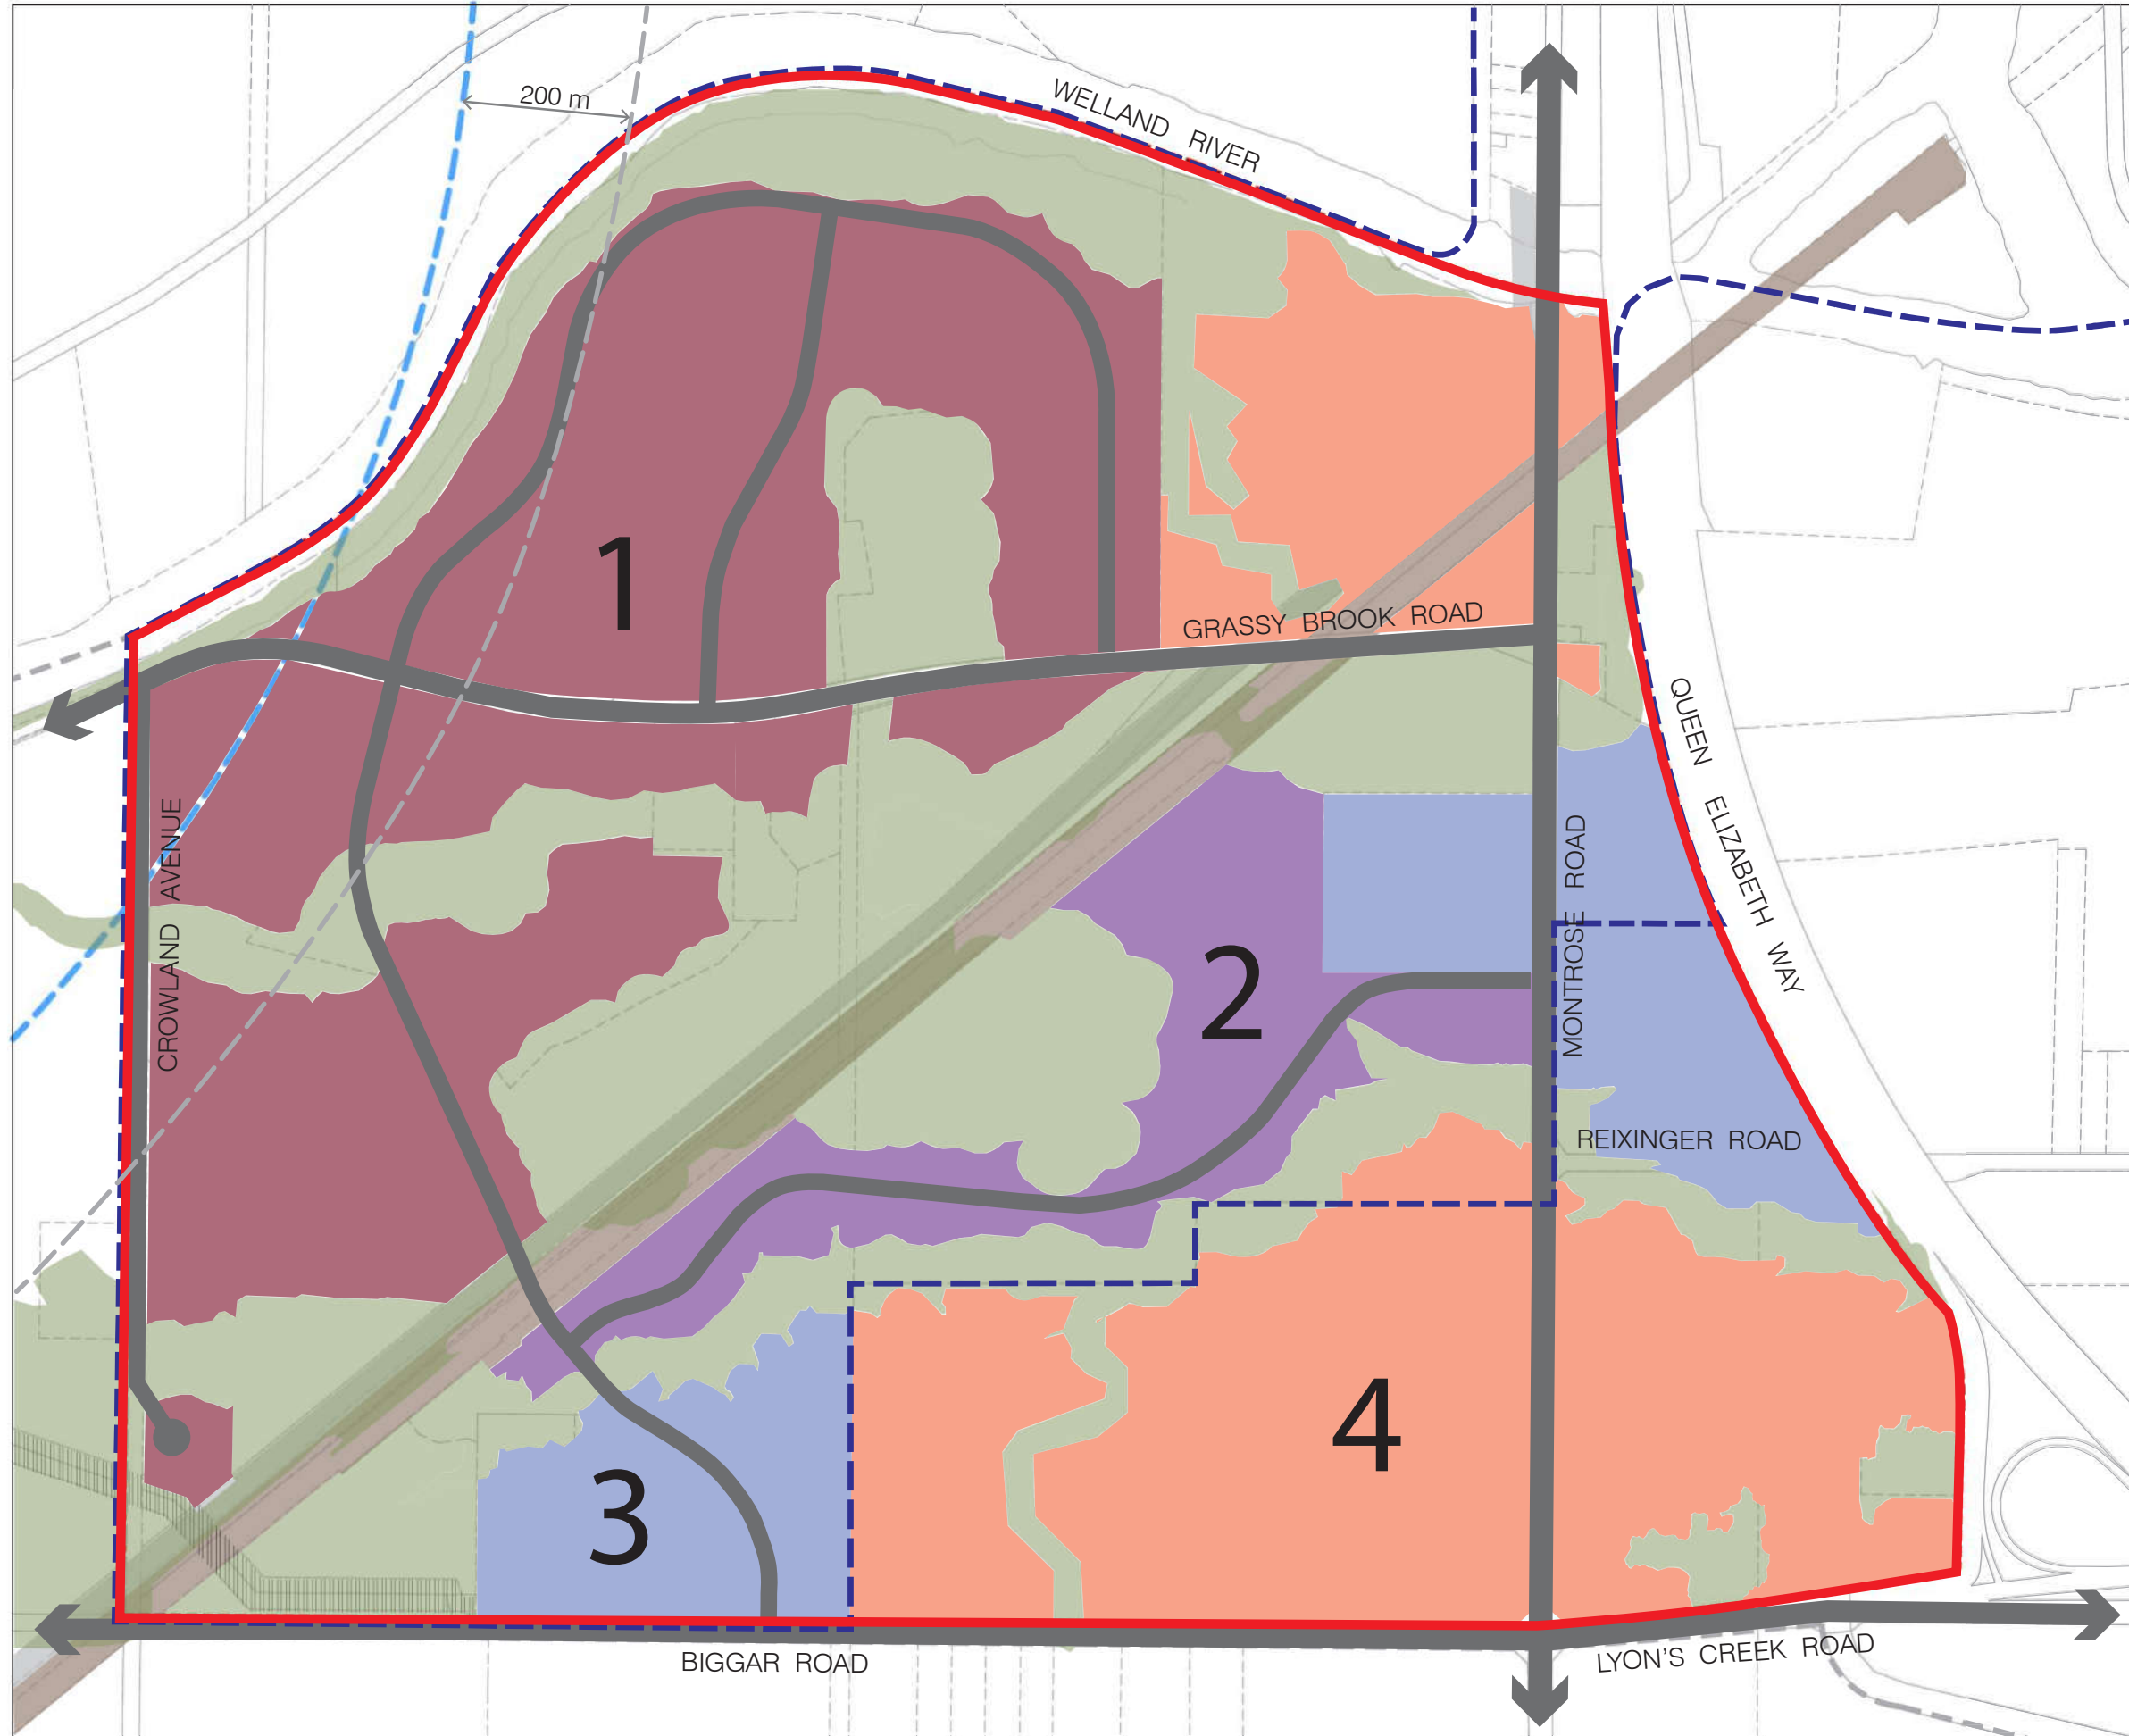 200 m
WELLAND RIVER
1
GRASSY BROOK ROAD
QUEEN ELIZABETH WAY
CROWLAND AVENUE
MONTROSE ROAD
2
REIXINGER ROAD
4
3
BIGGAR ROAD
LYON'S CREEK ROAD